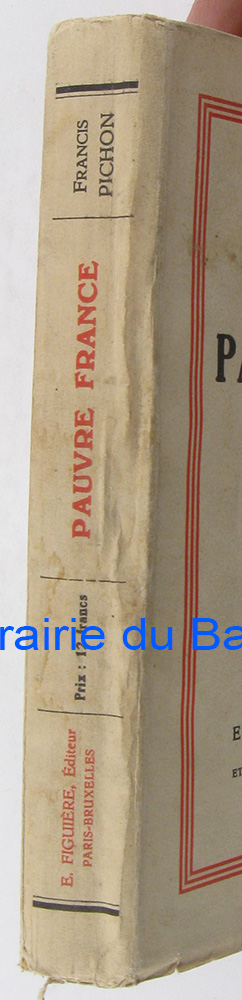 FRANCIS
PICHON
PAUVRE FRANCE
Prix : 12 francs
E. FIGUIÈRE, Éditeur
PARIS-BRUXELLES
PA
E
ET
rairie du Ba